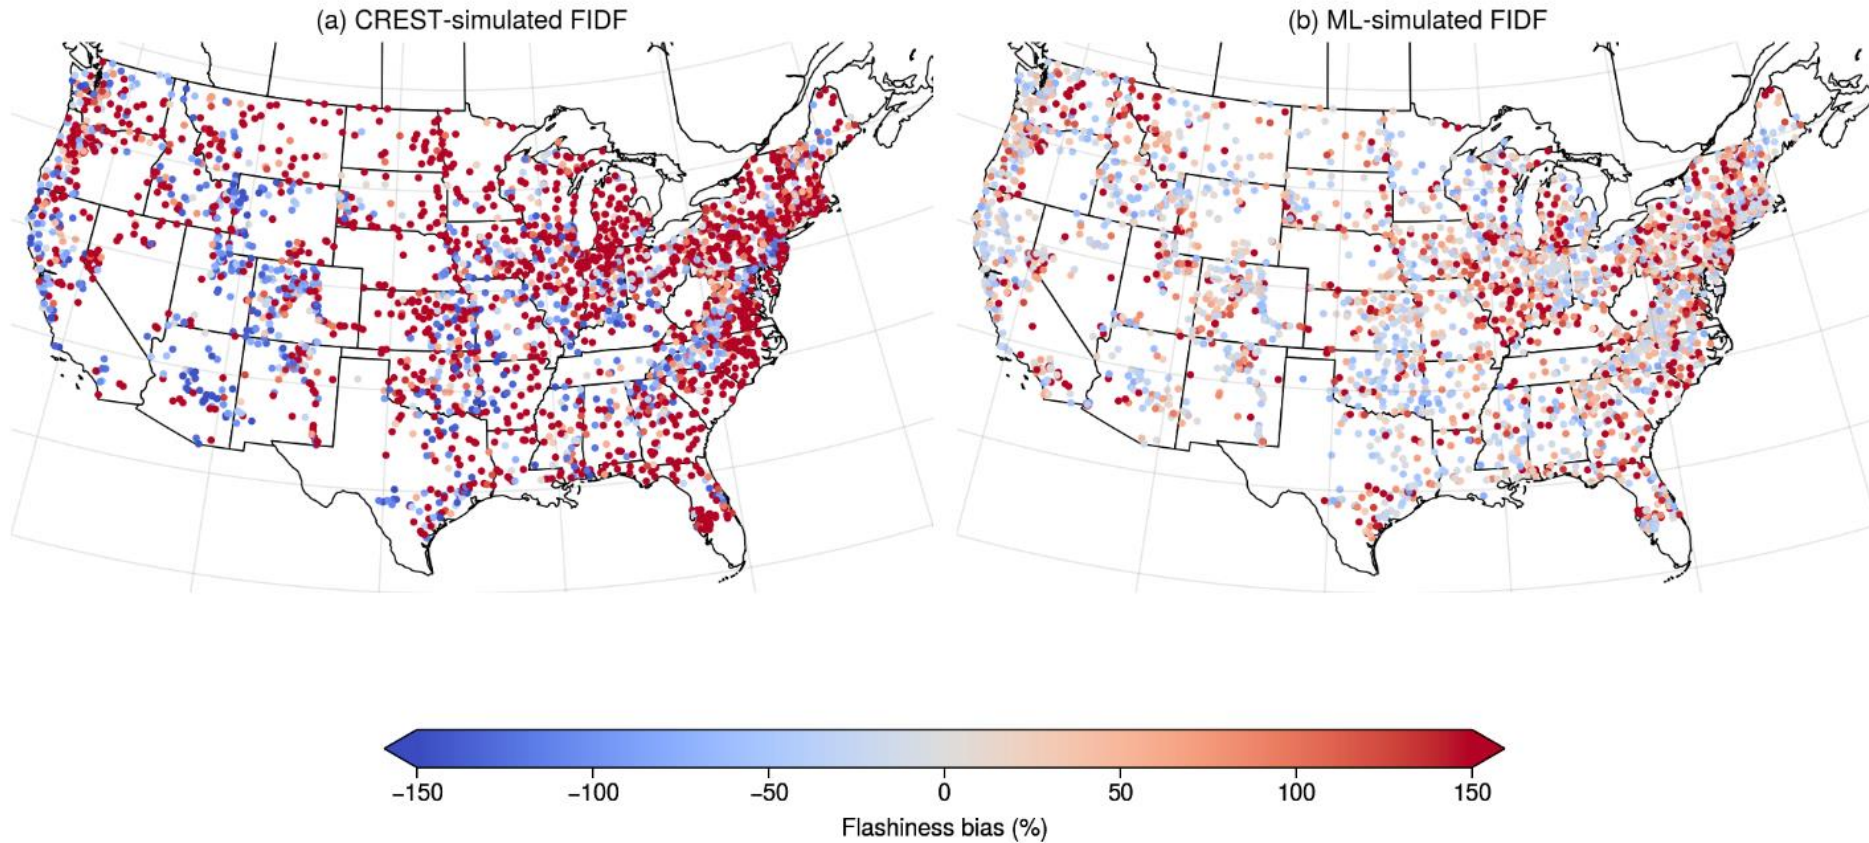 (a) CREST-simulated FIDF
(b) ML-simulated FIDF
−150 −100 −50 0 50 100 150
Flashiness bias (%)